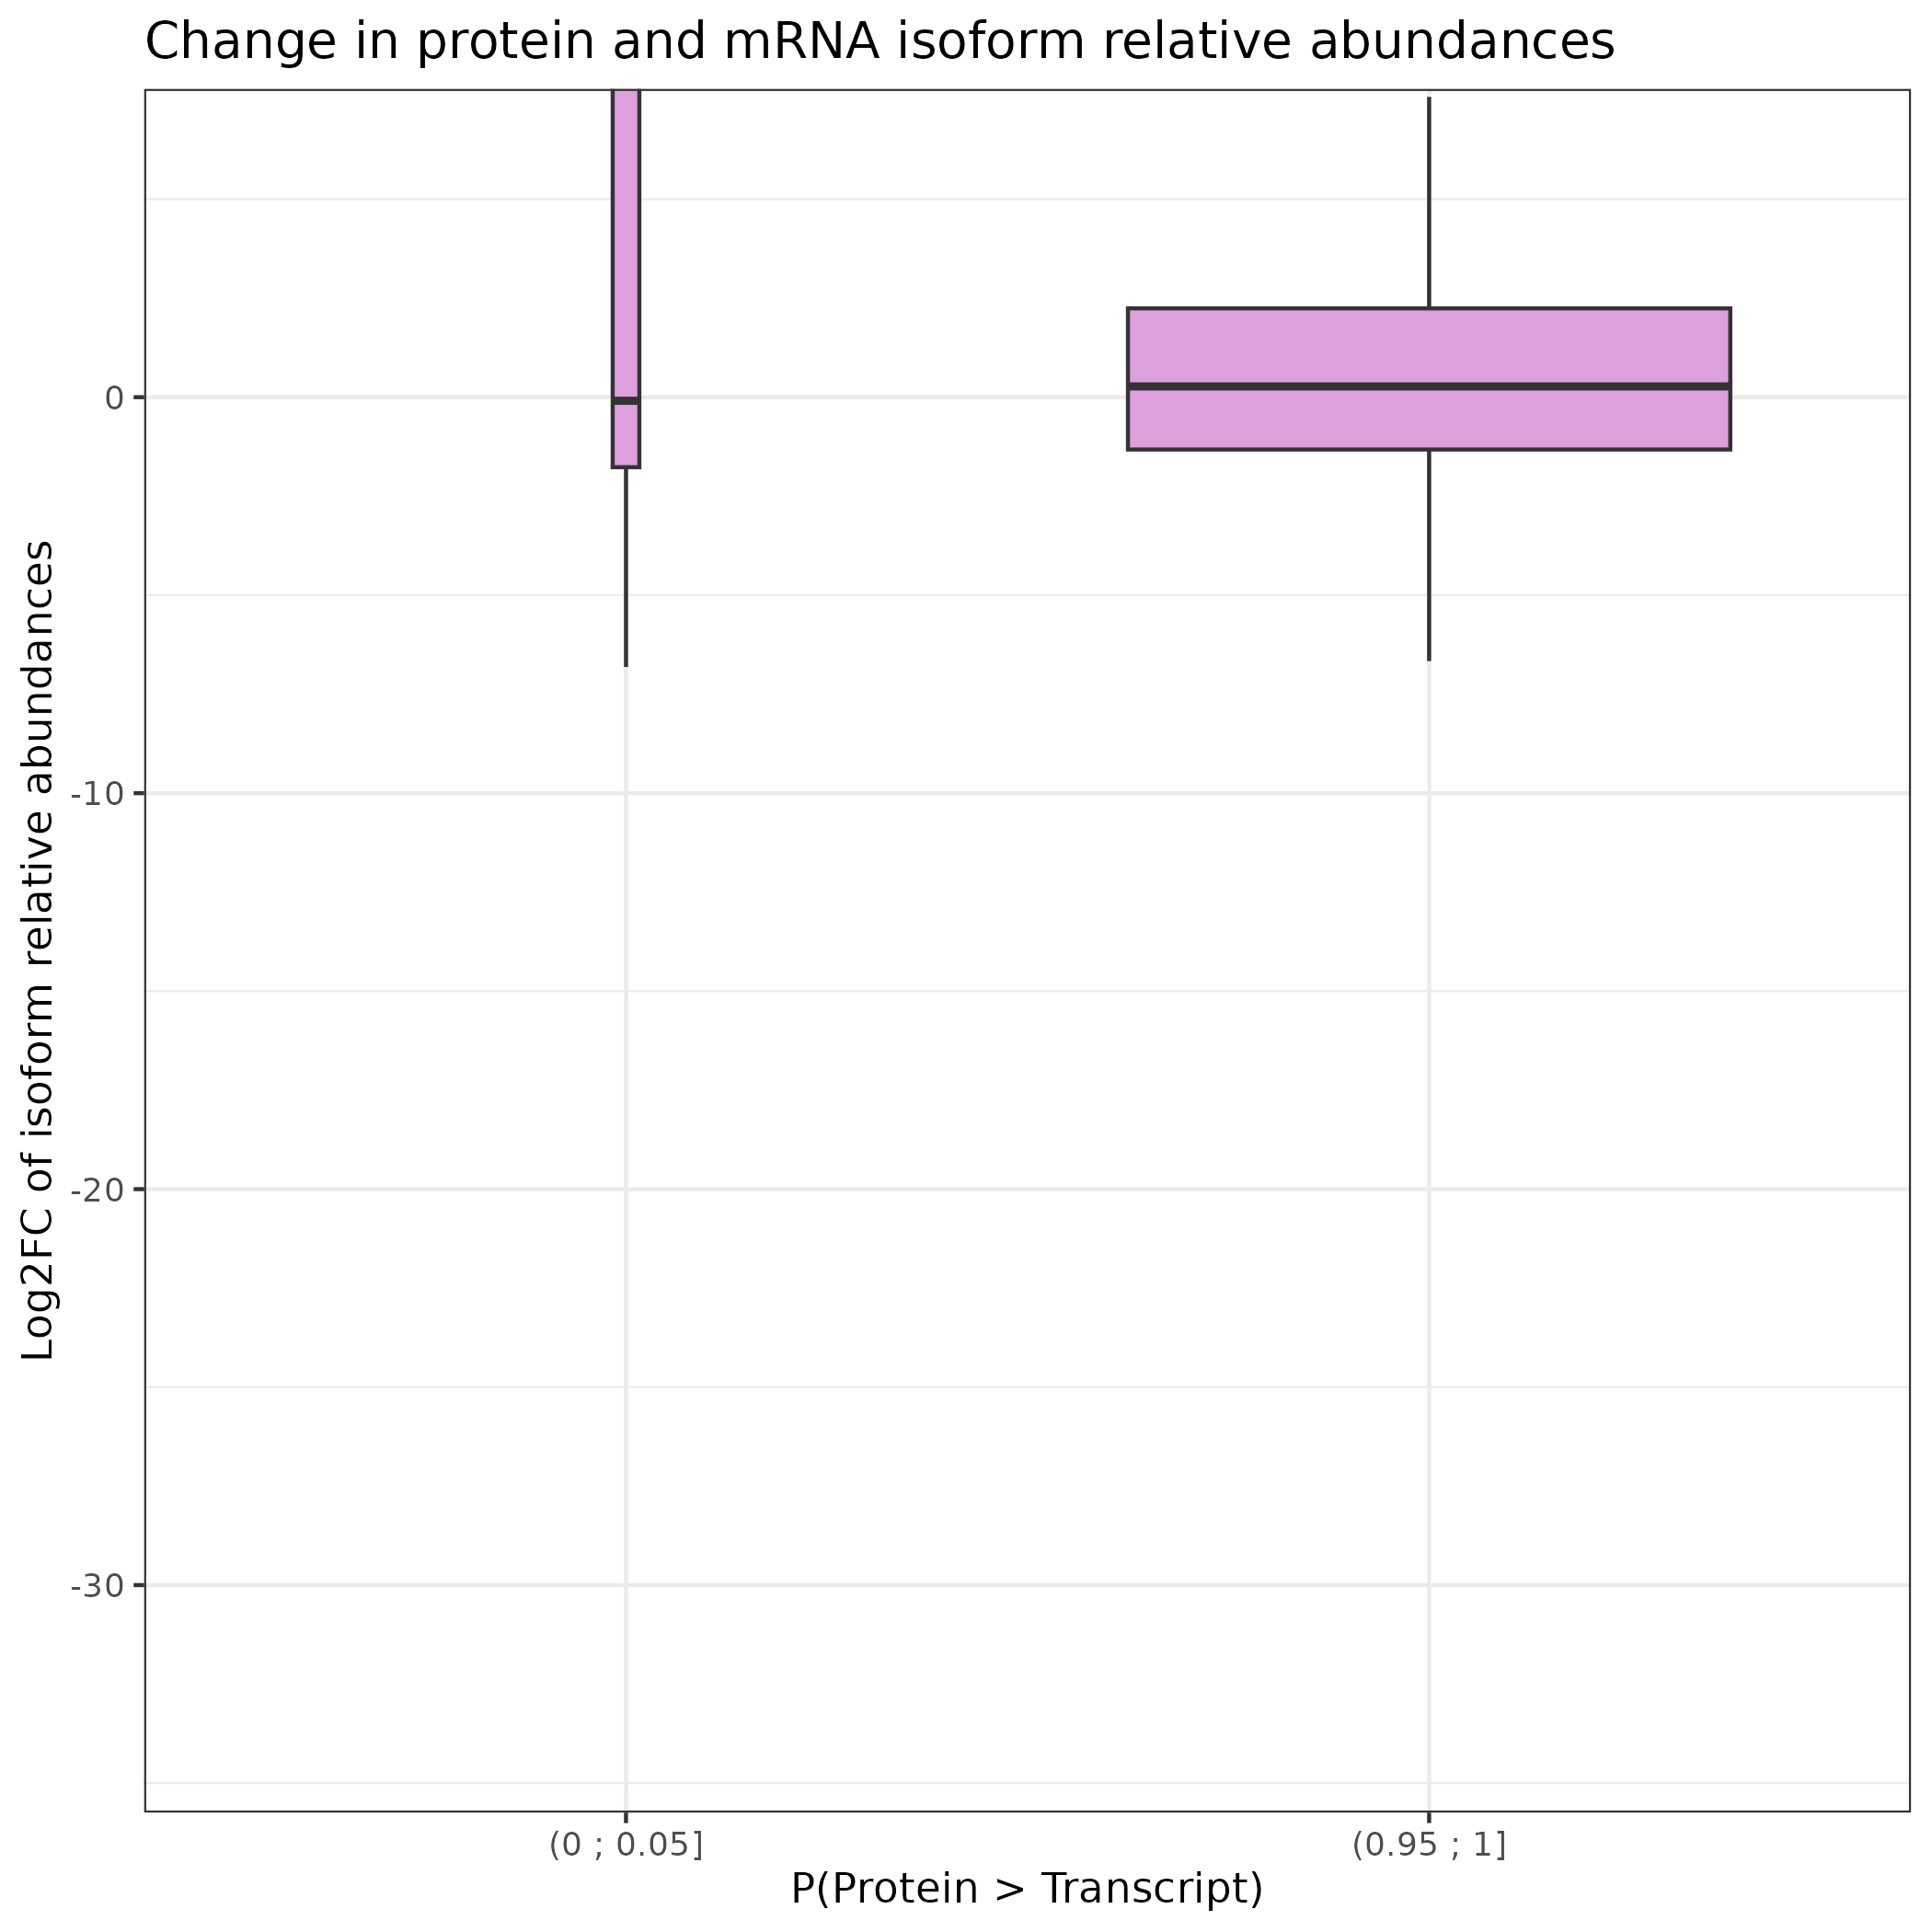 Change in protein and mRNA isoform relative abundances
Log2FC of isoform relative abundances
0
-10
-20
-30
(0 ; 0.05]
(0.95 ; 1]
P(Protein > Transcript)